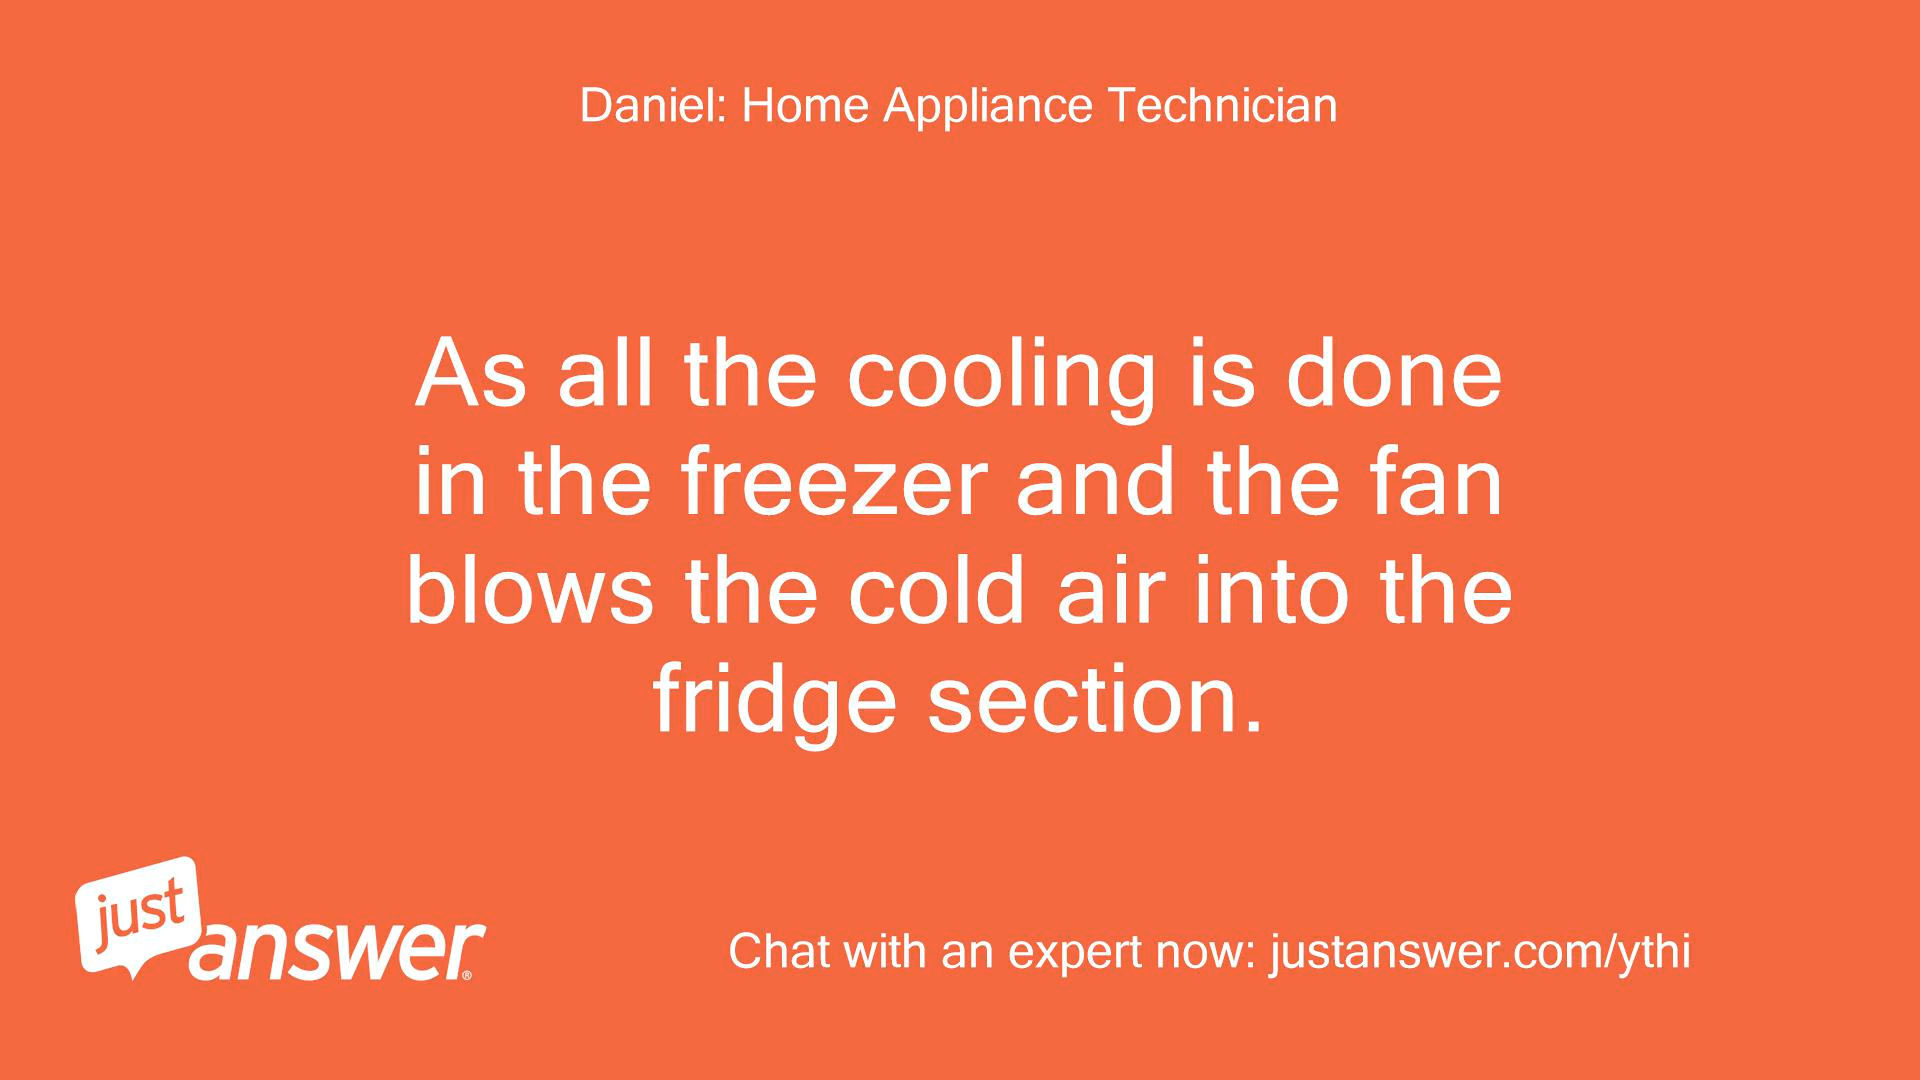 Daniel: Home Appliance Technician
As all the cooling is done
in the freezer and the fan
blows the cold air into the
fridge section.
just
answer®
Chat with an expert now: justanswer.com/ythi